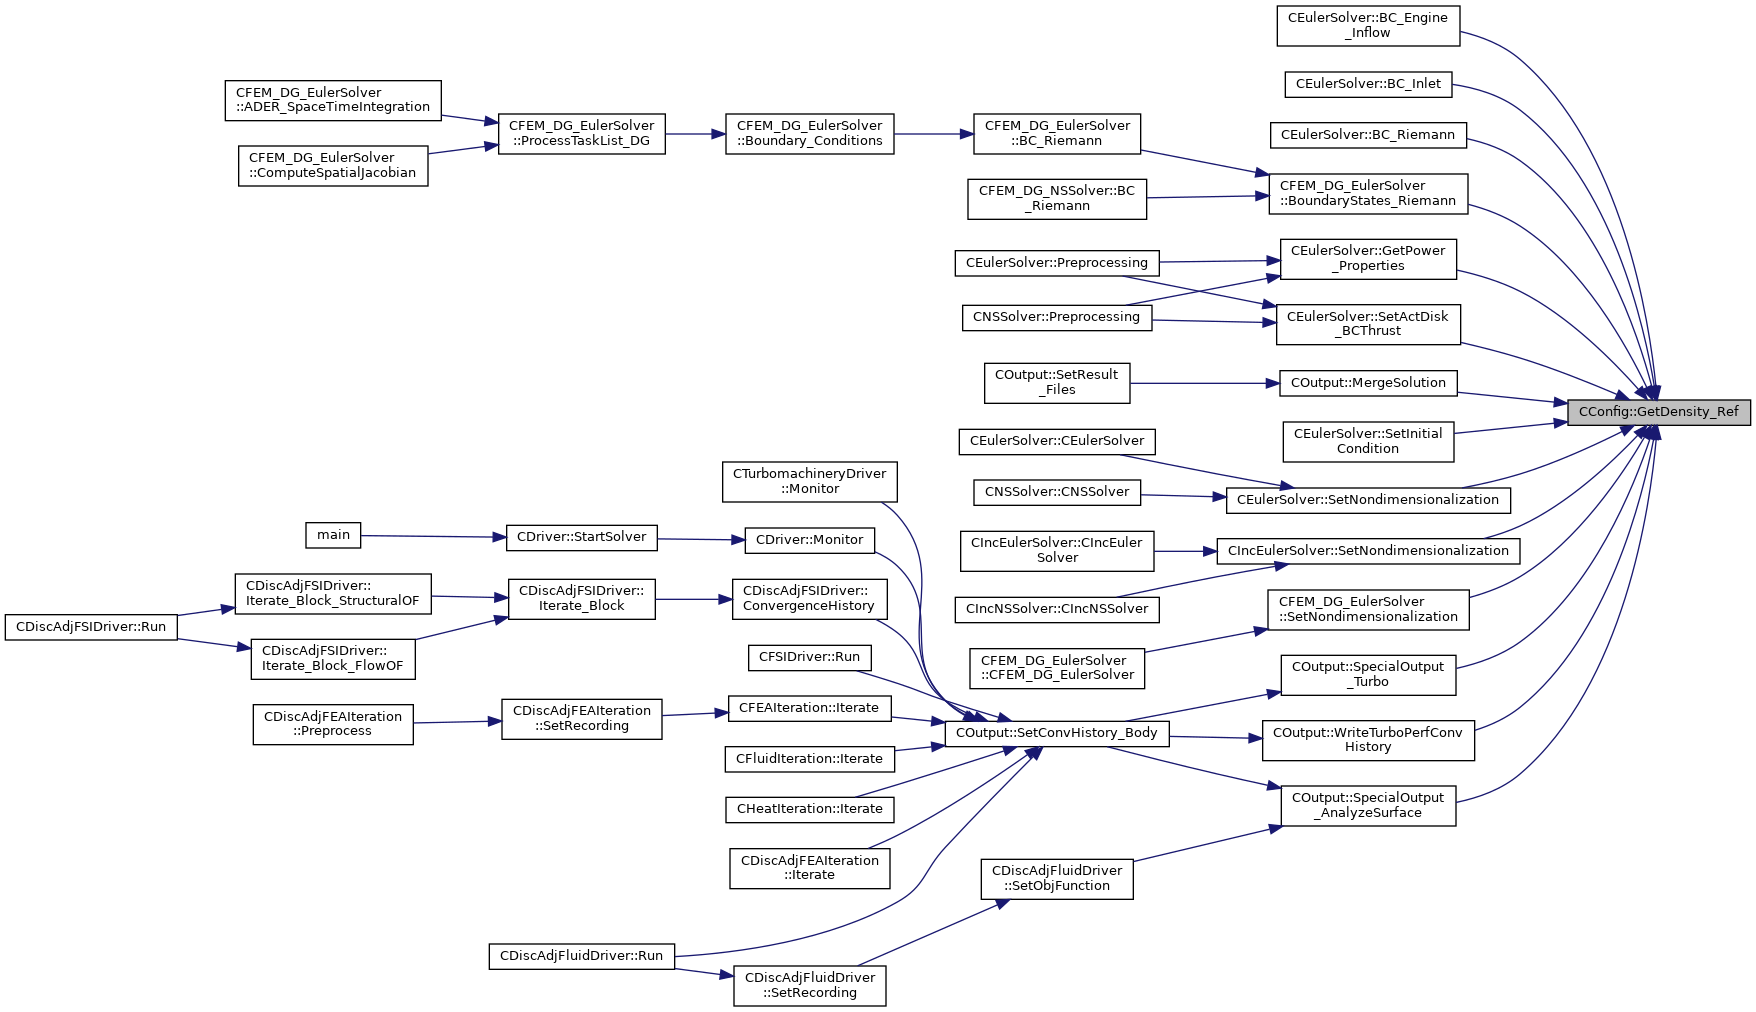 CEulerSolver::BC_Engine
_Inflow
CEulerSolver::BC_Inlet
CEulerSolver::BC_Riemann
CFEM_DG_EulerSolver
::ADER_SpaceTimeIntegration
CFEM_DG_EulerSolver
::ComputeSpatialJacobian
CFEM_DG_EulerSolver
::ProcessTaskList_DG
CFEM_DG_EulerSolver
::Boundary_Conditions
CFEM_DG_EulerSolver
::BC_Riemann
CFEM_DG_NSSolver::BC
_Riemann
CFEM_DG_EulerSolver
::BoundaryStates_Riemann
CEulerSolver::Preprocessing
CEulerSolver::GetPower
_Properties
CNSSolver::Preprocessing
CEulerSolver::SetActDisk
_BCThrust
COutput::SetResult
_Files
COutput::MergeSolution
CConfig::GetDensity_Ref
CEulerSolver::SetInitial
Condition
CEulerSolver::CEulerSolver
CNSSolver::CNSSolver
CEulerSolver::SetNondimensionalization
CTurbomachineryDriver
::Monitor
main
CDriver::StartSolver
CDriver::Monitor
CIncEulerSolver::CIncEuler
Solver
CIncEulerSolver::SetNondimensionalization
CIncNSSolver::CIncNSSolver
CDiscAdjFSIDriver::Run
CDiscAdjFSIDriver::
Iterate_Block_StructuralOF
CDiscAdjFSIDriver::
Iterate_Block_FlowOF
CDiscAdjFSIDriver::
Iterate_Block
CDiscAdjFSIDriver::
ConvergenceHistory
CFEM_DG_EulerSolver
::SetNondimensionalization
CFEM_DG_EulerSolver
::CFEM_DG_EulerSolver
CFSIDriver::Run
COutput::SpecialOutput
_Turbo
CDiscAdjFEAIteration
::Preprocess
CDiscAdjFEAIteration
::SetRecording
CFEAIteration::Iterate
COutput::SetConvHistory_Body
COutput::WriteTurboPerfConv
History
CFluidIteration::Iterate
CHeatIteration::Iterate
COutput::SpecialOutput
_AnalyzeSurface
CDiscAdjFEAIteration
::Iterate
CDiscAdjFluidDriver
::SetObjFunction
CDiscAdjFluidDriver::Run
CDiscAdjFluidDriver
::SetRecording